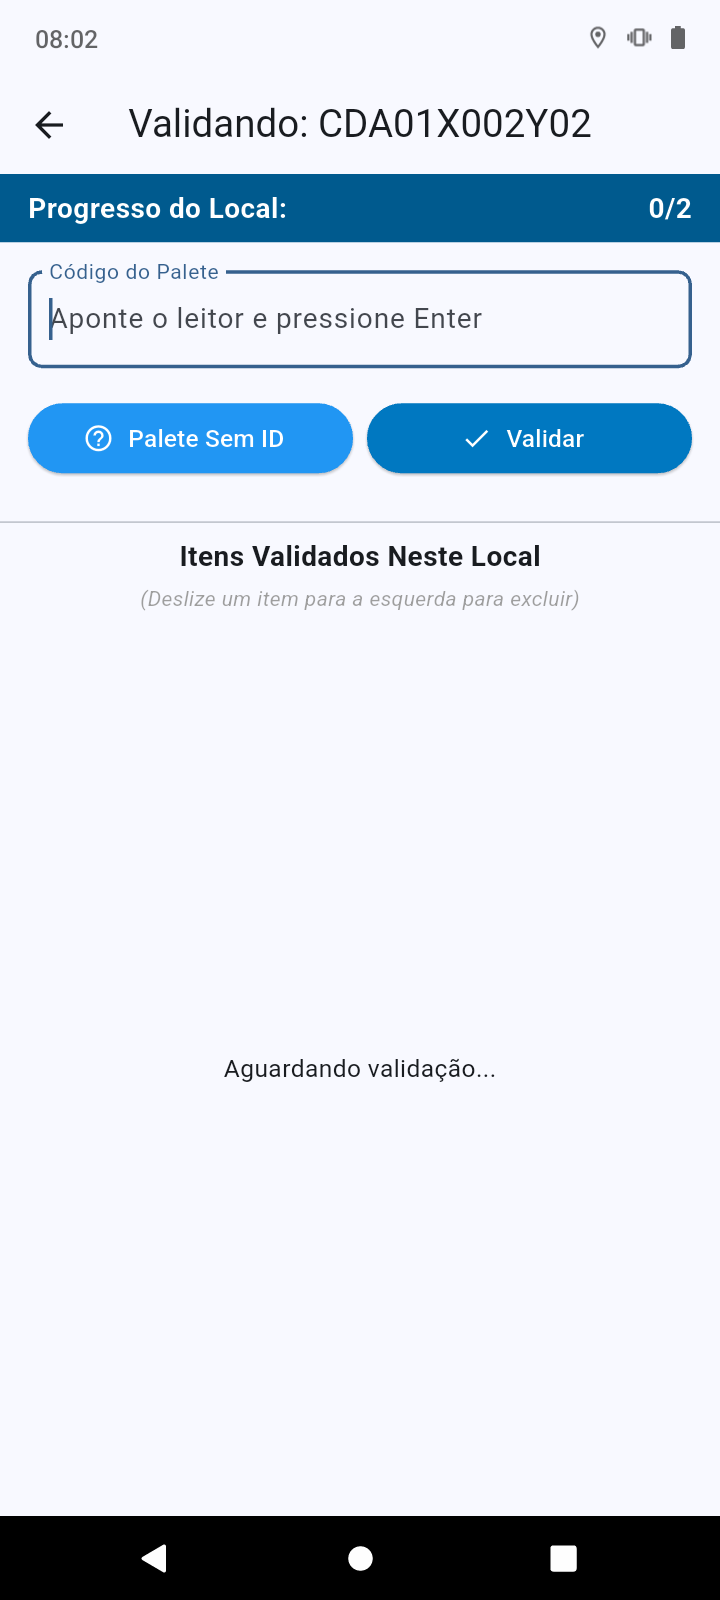 08:02
Validando: CDA01X002Y02
Progresso do Local: 0/2
Código do Palete
Aponte o leitor e pressione Enter
Palete Sem ID
Validar
Itens Validados Neste Local
(Deslize um item para a esquerda para excluir)
Aguardando validação...